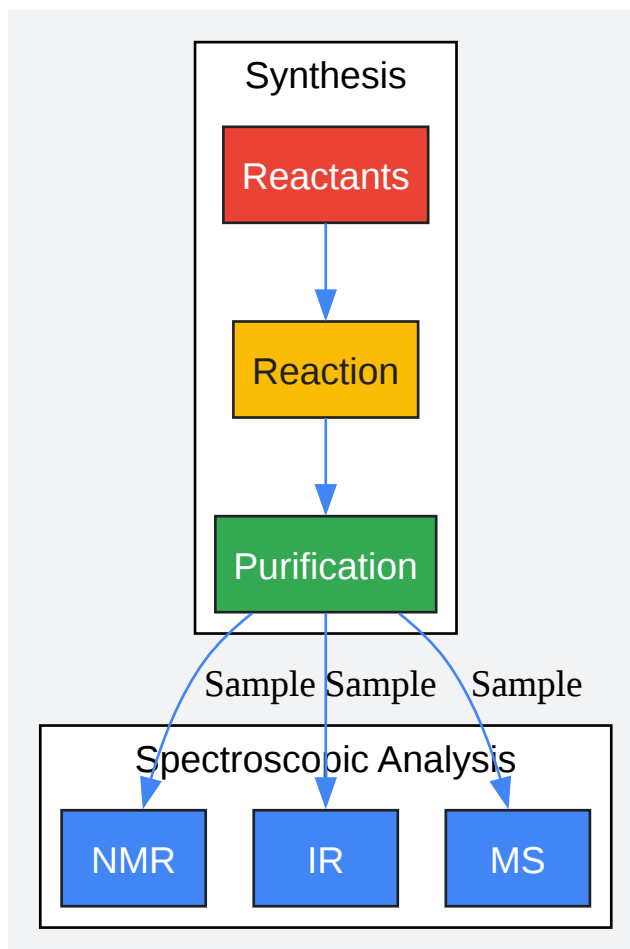 Synthesis
Reactants
Reaction
Purification
Sample Sample Sample
Spectroscopic Analysis
NMR IR MS